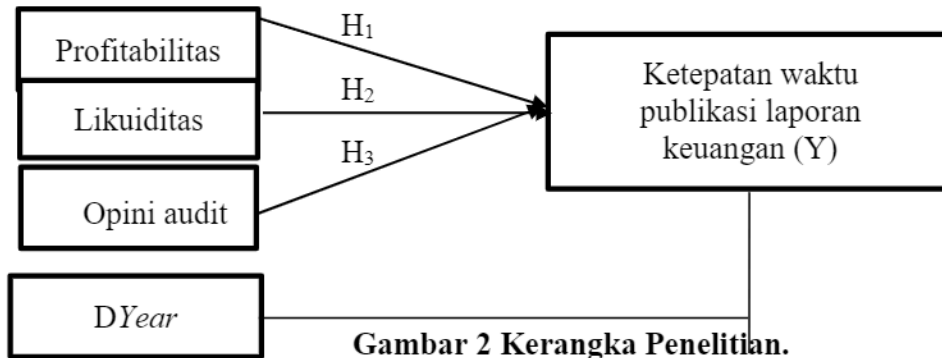 Profitabilitas
Likuiditas
Opini audit
DYear
H₁
H₂
H₃
Ketepatan waktu
publikasi laporan
keuangan (Y)
Gambar 2 Kerangka Penelitian.